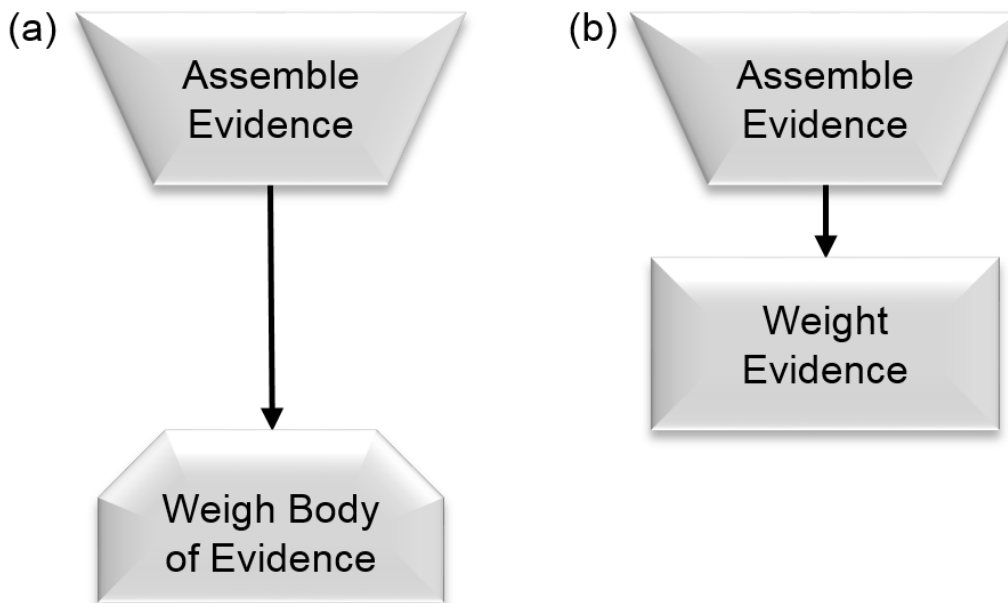 (a)
Assemble
Evidence
Weigh Body
of Evidence
(b)
Assemble
Evidence
Weight
Evidence